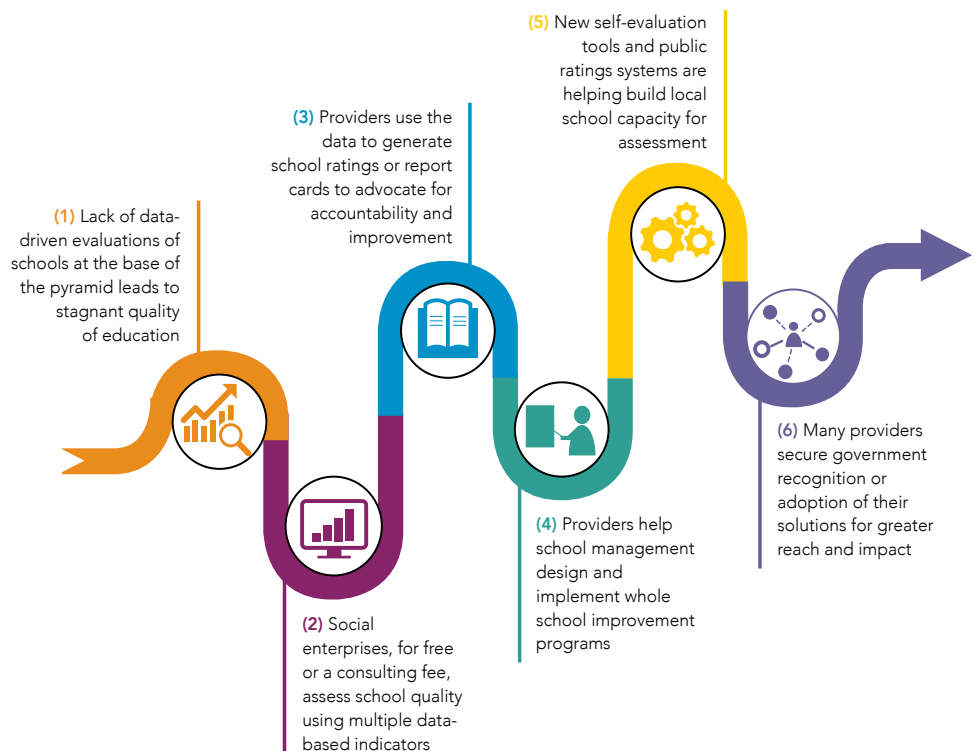 (1) Lack of data-
driven evaluations of
schools at the base of
the pyramid leads to
stagnant quality
of education
(2) Social
enterprises, for free
or a consulting fee,
assess school quality
using multiple data-
based indicators
(3) Providers use the
data to generate
school ratings or report
cards to advocate for
accountability and
improvement
(4) Providers help
school management
design and
implement whole
school improvement
programs
(5) New self-evaluation
tools and public
ratings systems are
helping build local
school capacity for
assessment
(6) Many providers
secure government
recognition or
adoption of their
solutions for greater
reach and impact